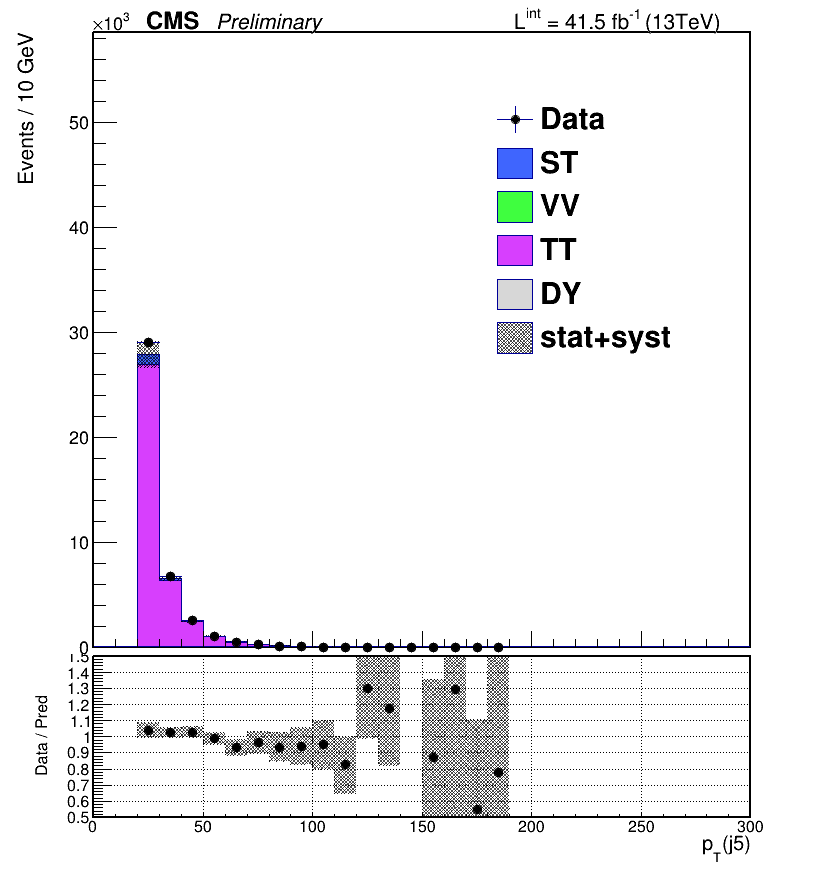 ×10³ CMS Preliminary L^int = 41.5 fb⁻¹ (13TeV)
Events / 10 GeV
50
40
30
20
10
0
Data
ST
VV
TT
DY
stat+syst
Data / Pred
1.5
1.4
1.3
1.2
1.1
1
0.9
0.8
0.7
0.6
0.5
0 50 100 150 200 250 300
p_T(j5)